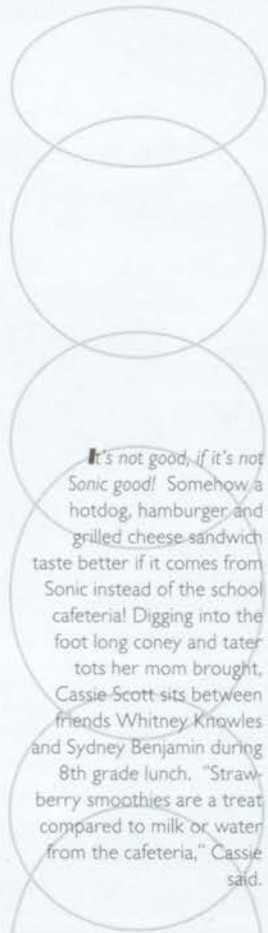 It's not good, if it's not
Sonic good! Somehow a
hotdog, hamburger and
grilled cheese sandwich
taste better if it comes from
Sonic instead of the school
cafeteria! Digging into the
foot long coney and tater
tots her mom brought,
Cassie Scott sits between
friends Whitney Knowles
and Sydney Benjamin during
8th grade lunch. "Straw-
berry smoothies are a treat
compared to milk or water
from the cafeteria," Cassie
said.